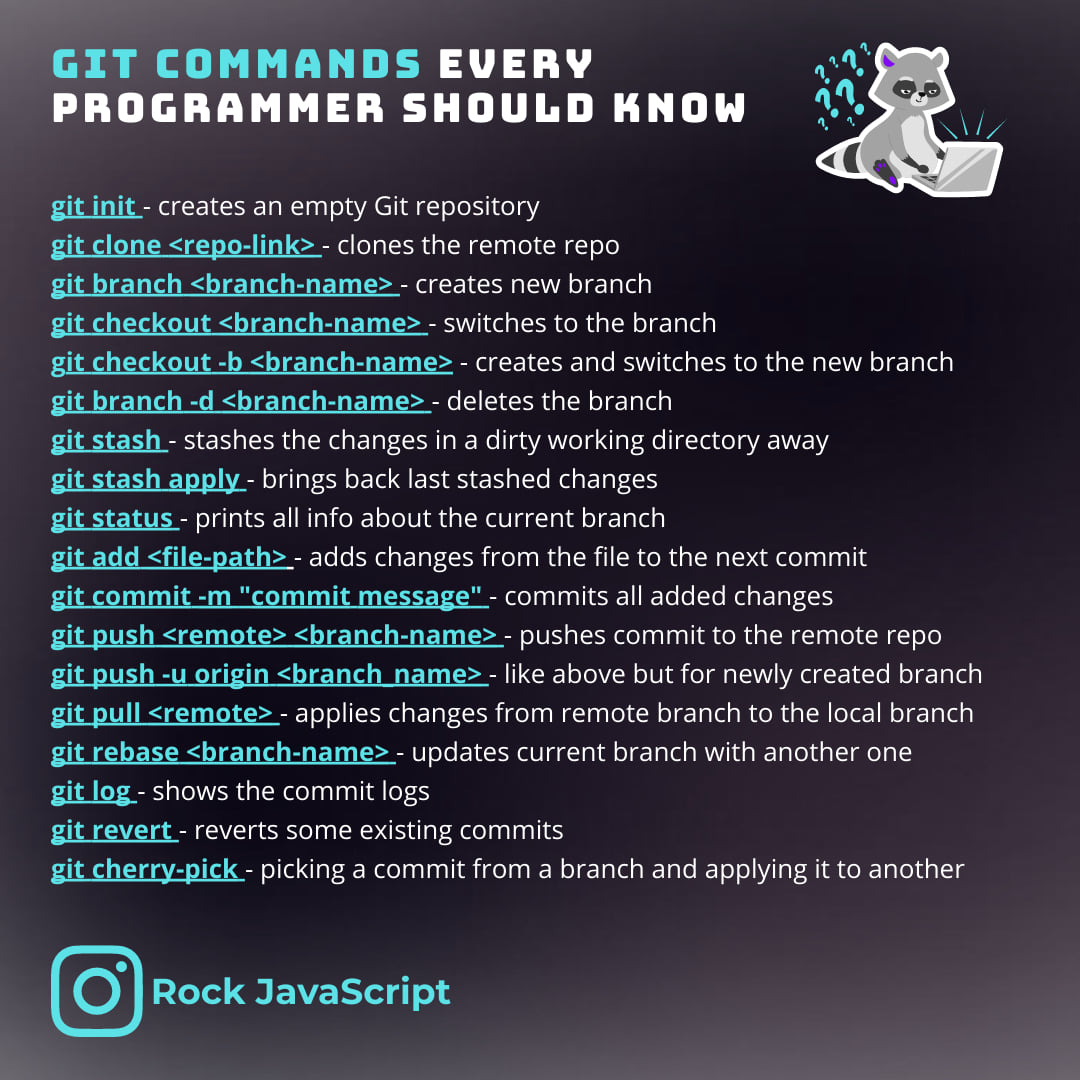 GIT COMMANDS EVERY
PROGRAMMER SHOULD KNOW
git init - creates an empty Git repository
git clone <repo-link> - clones the remote repo
git branch <branch-name> - creates new branch
git checkout <branch-name> - switches to the branch
git checkout -b <branch-name> - creates and switches to the new branch
git branch -d <branch-name> - deletes the branch
git stash - stashes the changes in a dirty working directory away
git stash apply - brings back last stashed changes
git status - prints all info about the current branch
git add <file-path> - adds changes from the file to the next commit
git commit -m "commit message" - commits all added changes
git push <remote> <branch-name> - pushes commit to the remote repo
git push -u origin <branch_name> - like above but for newly created branch
git pull <remote> - applies changes from remote branch to the local branch
git rebase <branch-name> - updates current branch with another one
git log - shows the commit logs
git revert - reverts some existing commits
git cherry-pick - picking a commit from a branch and applying it to another
Rock JavaScript